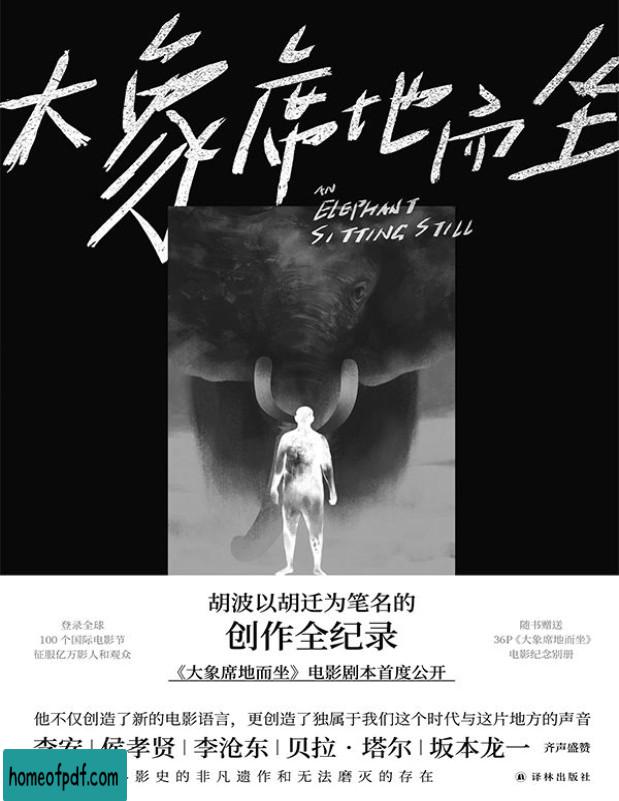 大象席地而坐
AN
ELEPHANT
SITTING STILL
胡波以胡迁为笔名的
创作全纪录
《大象席地而坐》电影剧本首度公开
登录全球
100 个国际电影节
征服亿万影人和观众
随书赠送
36P《大象席地而坐》
电影纪念别册
他不仅创造了新的电影语言，更创造了独属于我们这个时代与这片地方的声音
李安|侯孝贤|李沧东|贝拉·塔尔|坂本龙一 齐声盛赞
影史的非凡遗作和无法磨灭的存在
译林出版社
homeofpdf.com